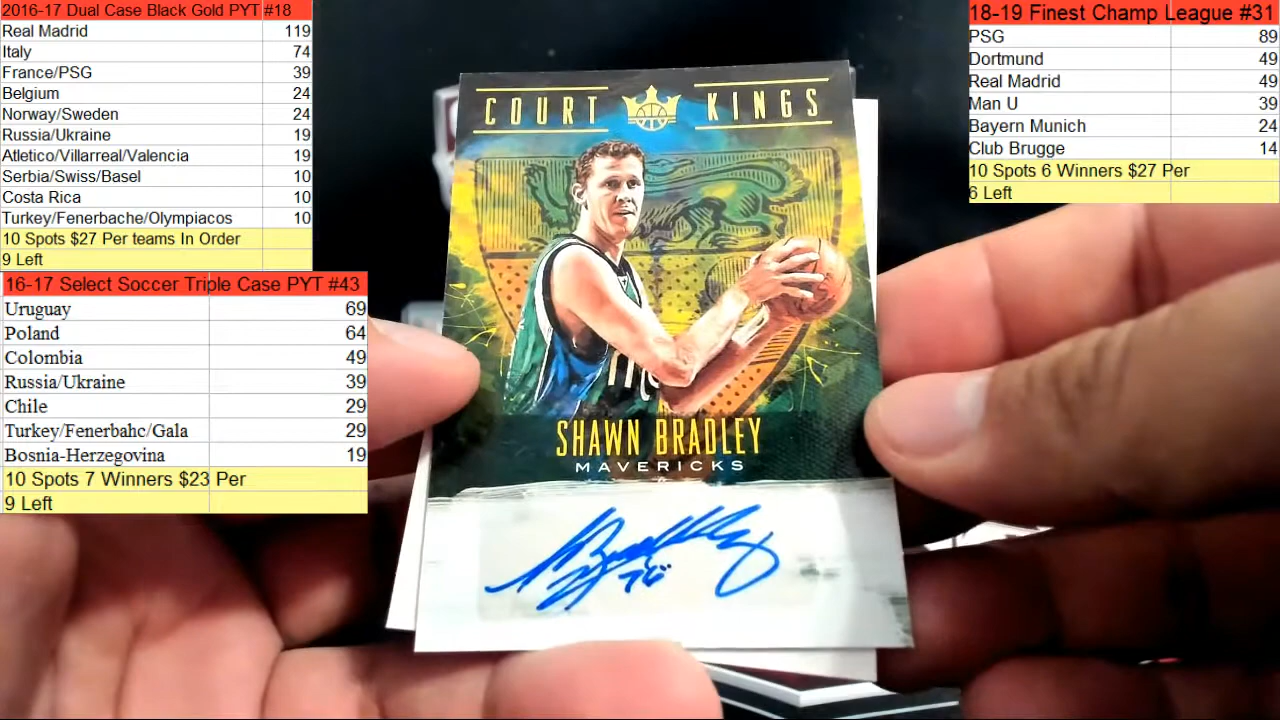 2016-17 Dual Case Black Gold PYT #18
Real Madrid 119
Italy 74
France/PSG 39
Belgium 24
Norway/Sweden 24
Russia/Ukraine 19
Atletico/Villarreal/Valencia 19
Serbia/Swiss/Basel 10
Costa Rica 10
Turkey/Fenerbache/Olympiacos 10
10 Spots $27 Per teams In Order
9 Left
16-17 Select Soccer Triple Case PYT #43
Uruguay 69
Poland 64
Colombia 49
Russia/Ukraine 39
Chile 29
Turkey/Fenerbahc/Gala 29
Bosnia-Herzegovina 19
10 Spots 7 Winners $23 Per
9 Left
18-19 Finest Champ League #31
PSG 89
Dortmund 49
Real Madrid 49
Man U 39
Bayern Munich 24
Club Brugge 14
10 Spots 6 Winners $27 Per
6 Left
COURT KINGS
SHAWN BRADLEY
MAVERICKS